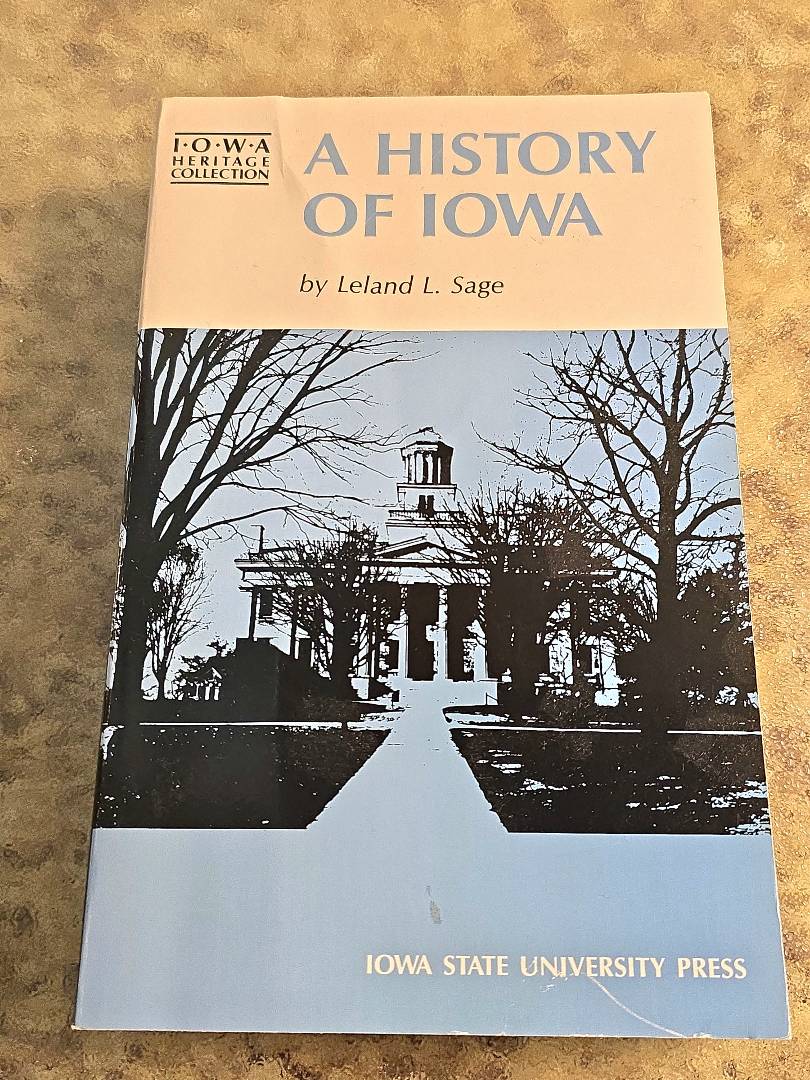 I·O·W·A
HERITAGE
COLLECTION
A HISTORY
OF IOWA
by Leland L. Sage
IOWA STATE UNIVERSITY PRESS